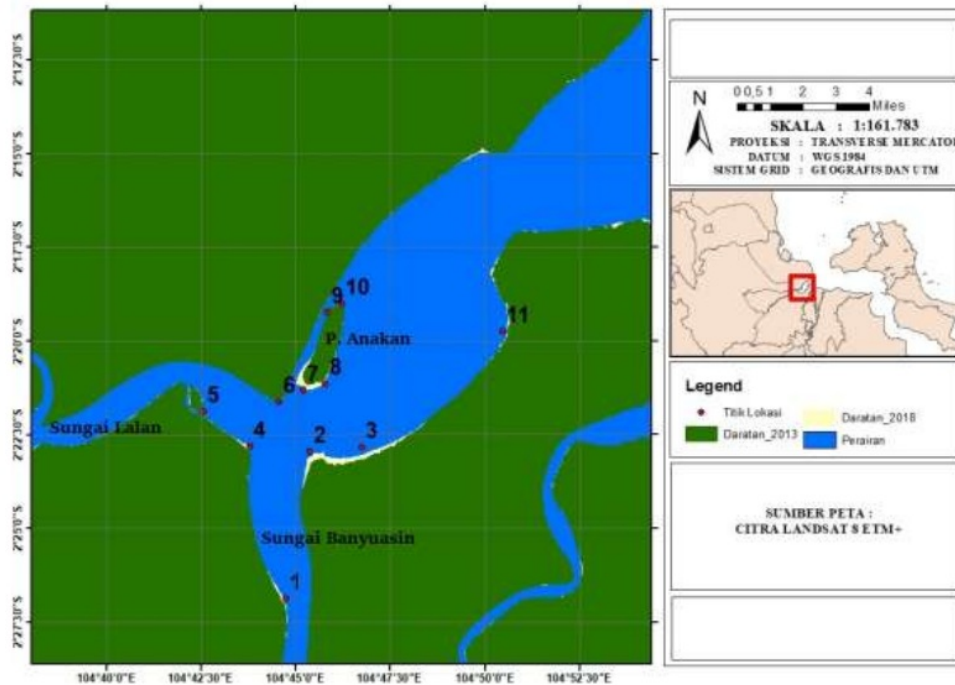 2°12'30"S
2°15'0"S
2°17'30"S
2°20'0"S
2°22'30"S
2°25'0"S
2°27'30"S
104°40'0"E
104°42'30"E
104°45'0"E
104°47'30"E
104°50'0"E
104°52'30"E
10
9
P. Anakan
11
8
7
6
5
Sungai Lalan
4
2
3
Sungai Banyuasin
1
N
0 0,5 1 2 3 4
Miles
SKALA : 1:161.783
PROYEKSI : TRANSVERSE MERCATOR
DATUM : WGS 1984
SISTEM GRID : GEOGRAFIS DAN UTM
Legend
Titik Lokasi
Daratan_2018
Daratan_2013
Perairan
SUMBER PETA :
CITRA LANDSAT 8 ETM+